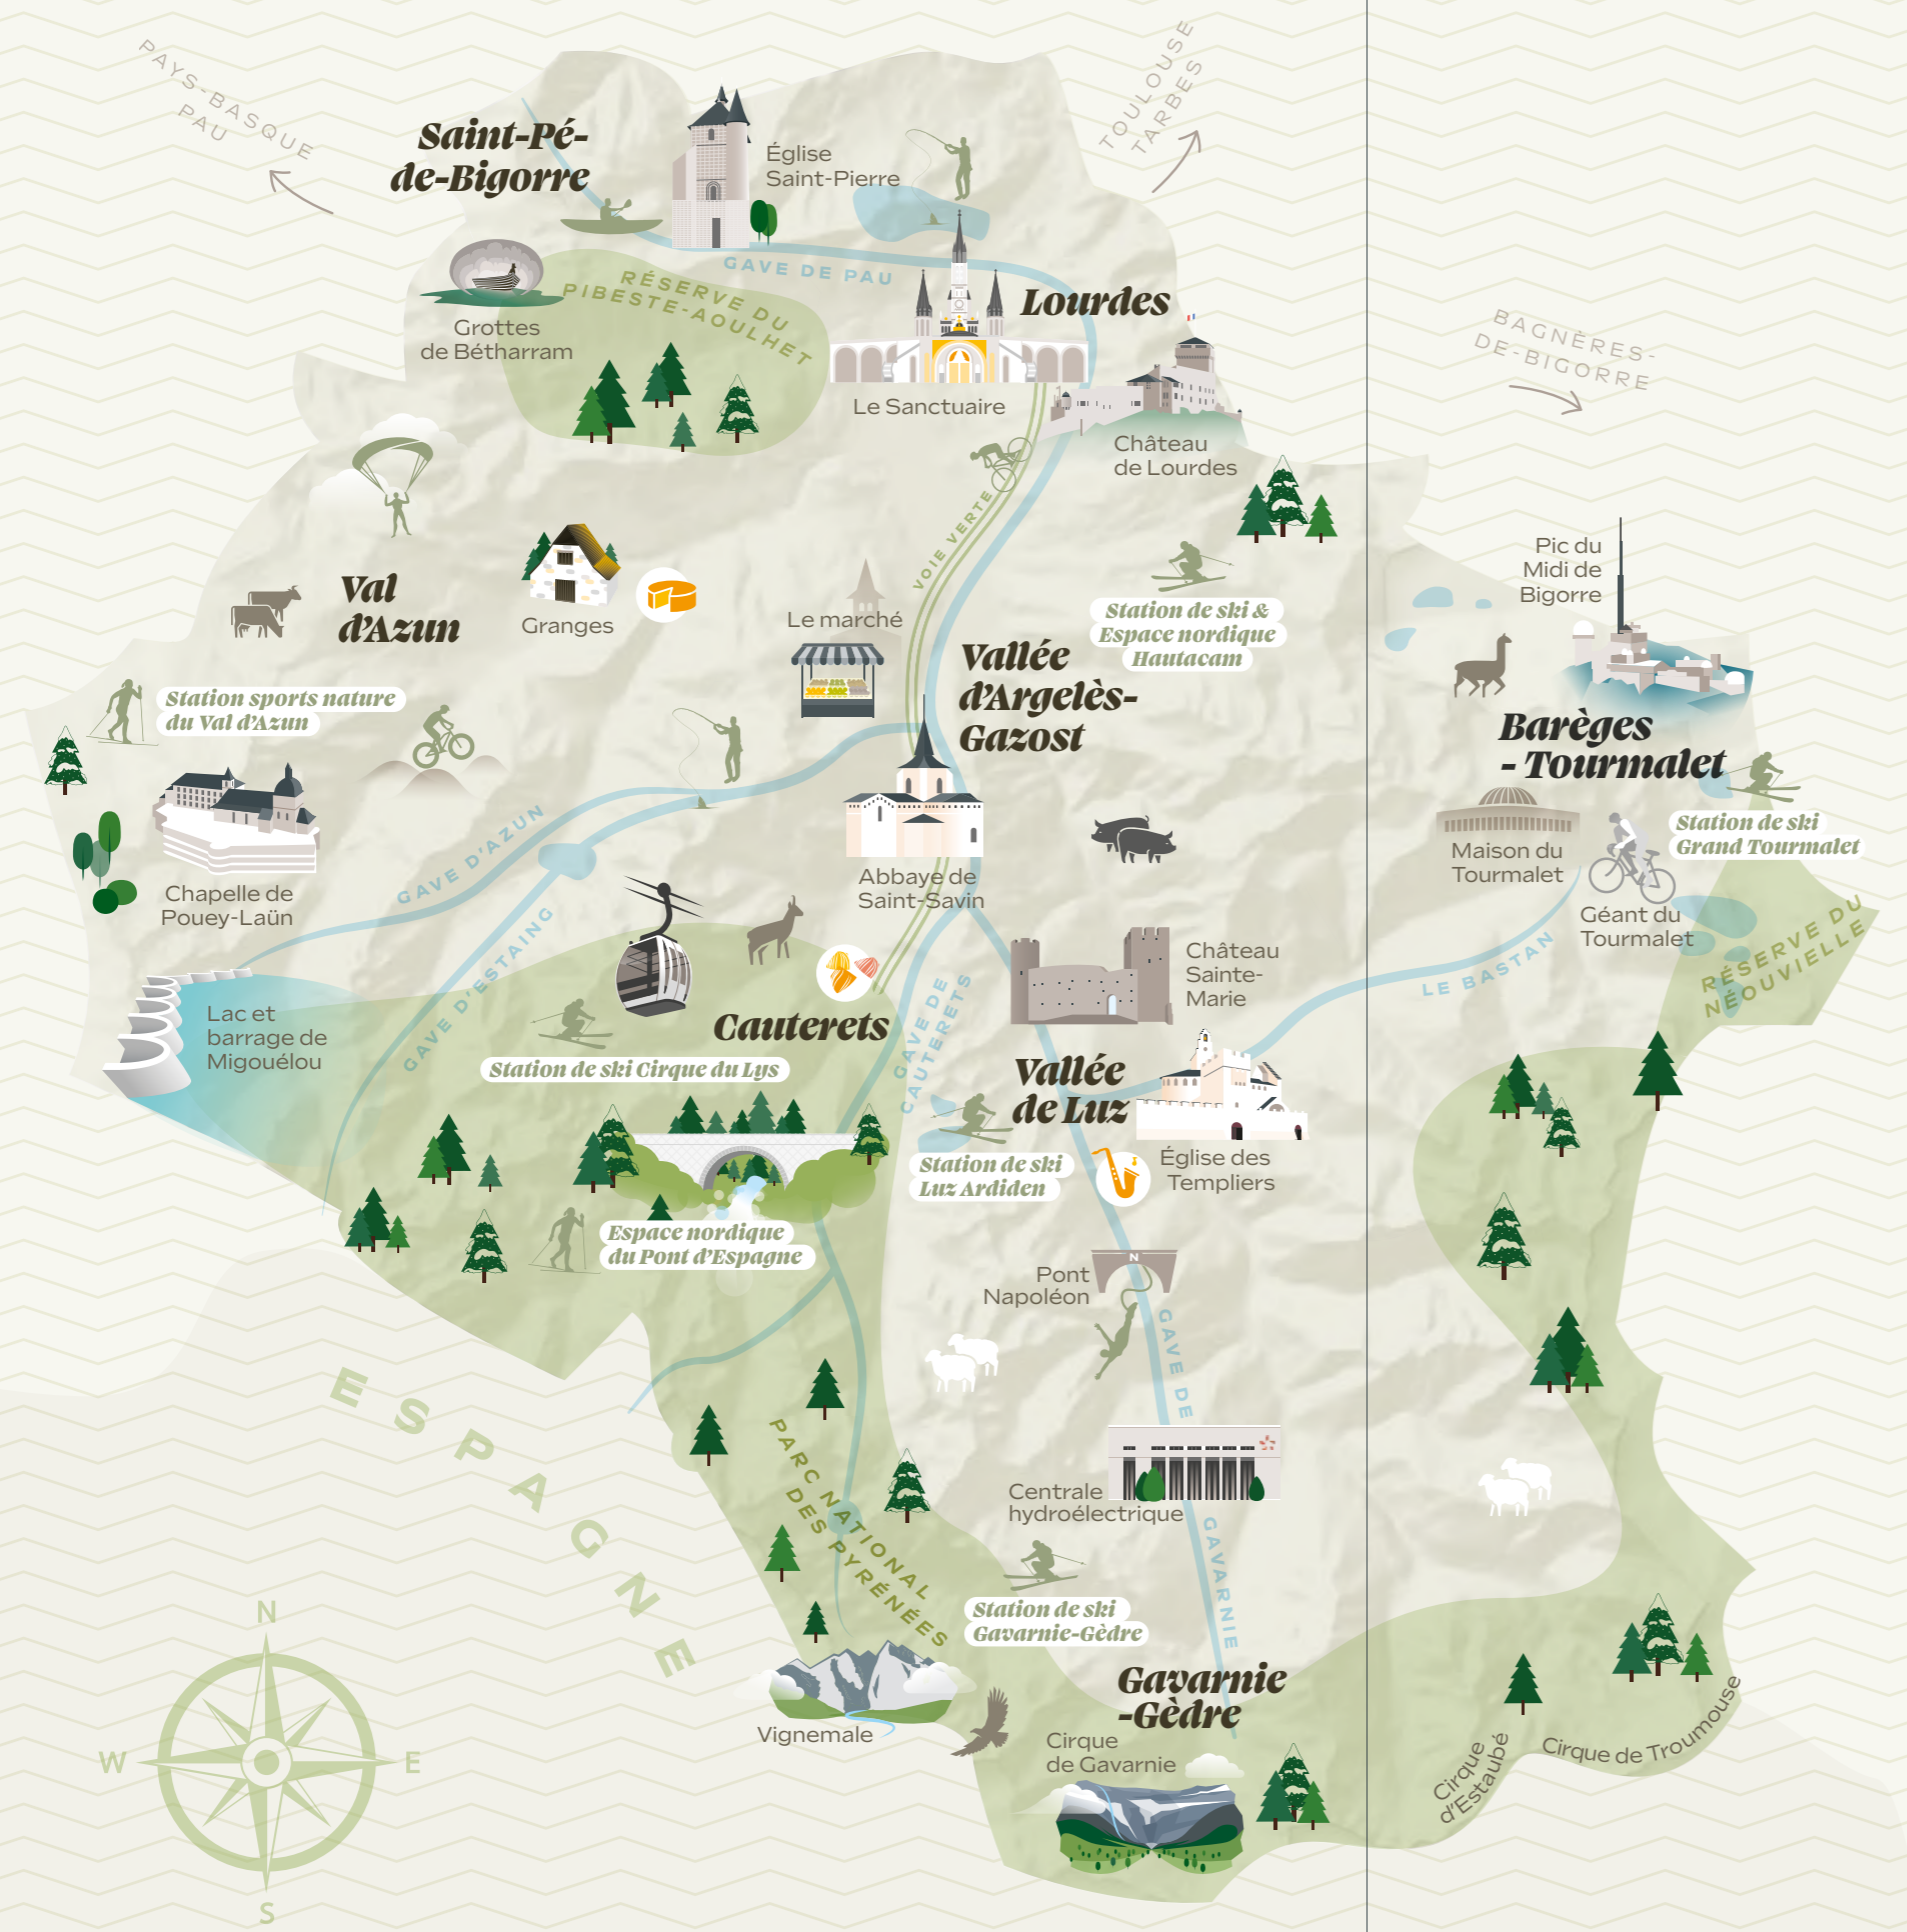 PAYS-BASQUE
PAU
TOULOUSE
TARBES
Saint-Pé-
de-Bigorre
Église
Saint-Pierre
GAVE DE PAU
RÉSERVE DU
PIBESTE-AOULHET
Lourdes
Grottes
de Bétharram
Le Sanctuaire
Château
de Lourdes
BAGNÈRES-
DE-BIGORRE
VOIE VERTE
Pic du
Midi de
Bigorre
Val
d'Azun
Granges
Le marché
Station de ski &
Espace nordique
Hautacam
Vallée
d'Argelès-
Gazost
Station sports nature
du Val d'Azun
Barèges
- Tourmalet
Station de ski
Grand Tourmalet
Maison du
Tourmalet
Géant du
Tourmalet
Chapelle de
Pouey-Laün
GAVE D'AZUN
Abbaye de
Saint-Savin
GAVE D'ESTAING
Château
Sainte-
Marie
LE BASTAN
RÉSERVE DU
NÉOUVIELLE
Lac et
barrage de
Migouélou
Cauterets
GAVE DE
CAUTERETS
Station de ski Cirque du Lys
Vallée
de Luz
Station de ski
Luz Ardiden
Église des
Templiers
Espace nordique
du Pont d'Espagne
N
Pont
Napoléon
GAVE DE
GAVARNIE
ESPAGNE
PARC NATIONAL
DES PYRÉNÉES
Centrale
hydroélectrique
Station de ski
Gavarnie-Gèdre
Gavarnie
-Gèdre
Vignemale
Cirque
de Gavarnie
Cirque
d'Estaubé
Cirque de Troumouse
N
W
E
S